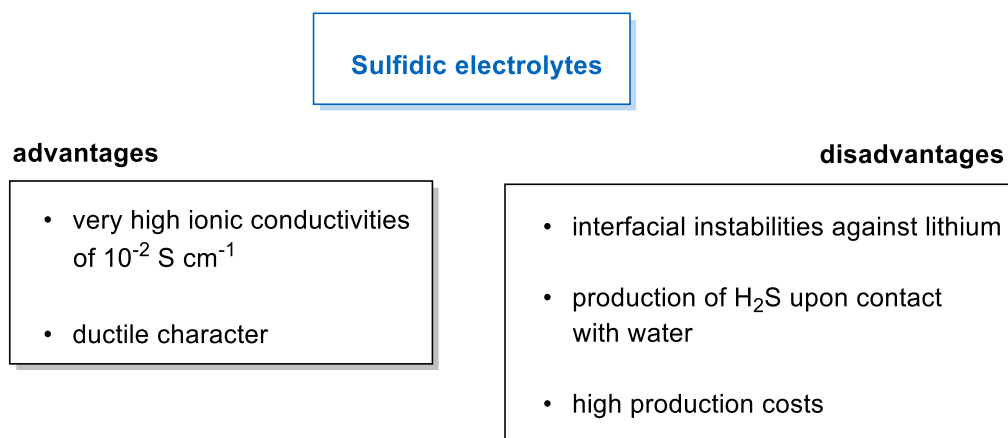 Sulfidic electrolytes
advantages
disadvantages
• very high ionic conductivities
of 10⁻² S cm⁻¹
• ductile character
• interfacial instabilities against lithium
• production of H₂S upon contact
with water
• high production costs